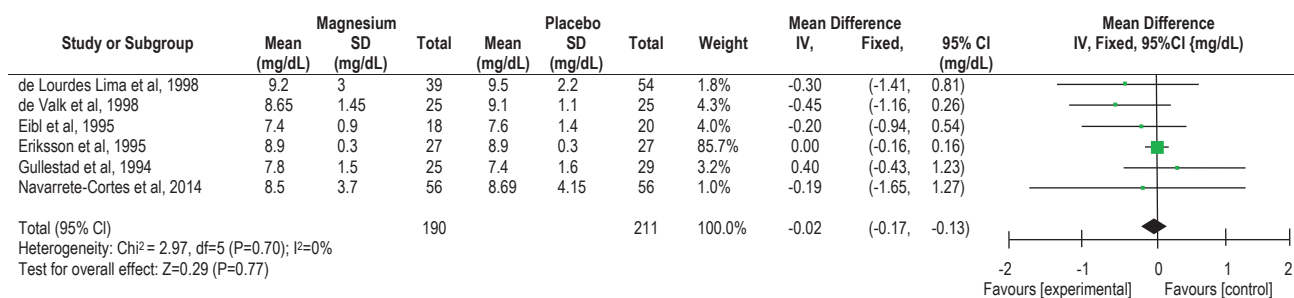 Magnesium Placebo Mean Difference Mean Difference
Study or Subgroup Mean SD Total Mean SD Total Weight IV, Fixed, 95% CI IV, Fixed, 95%CI {mg/dL)
(mg/dL) (mg/dL) (mg/dL) (mg/dL) (mg/dL)
de Lourdes Lima et al, 1998 9.2 3 39 9.5 2.2 54 1.8% -0.30 (-1.41, 0.81)
de Valk et al, 1998 8.65 1.45 25 9.1 1.1 25 4.3% -0.45 (-1.16, 0.26)
Eibl et al, 1995 7.4 0.9 18 7.6 1.4 20 4.0% -0.20 (-0.94, 0.54)
Eriksson et al, 1995 8.9 0.3 27 8.9 0.3 27 85.7% 0.00 (-0.16, 0.16)
Gullestad et al, 1994 7.8 1.5 25 7.4 1.6 29 3.2% 0.40 (-0.43, 1.23)
Navarrete-Cortes et al, 2014 8.5 3.7 56 8.69 4.15 56 1.0% -0.19 (-1.65, 1.27)
Total (95% CI) 190 211 100.0% -0.02 (-0.17, -0.13)
Heterogeneity: Chi² = 2.97, df=5 (P=0.70); I²=0%
Test for overall effect: Z=0.29 (P=0.77)
-2 -1 0 1 2
Favours [experimental) Favours [control)